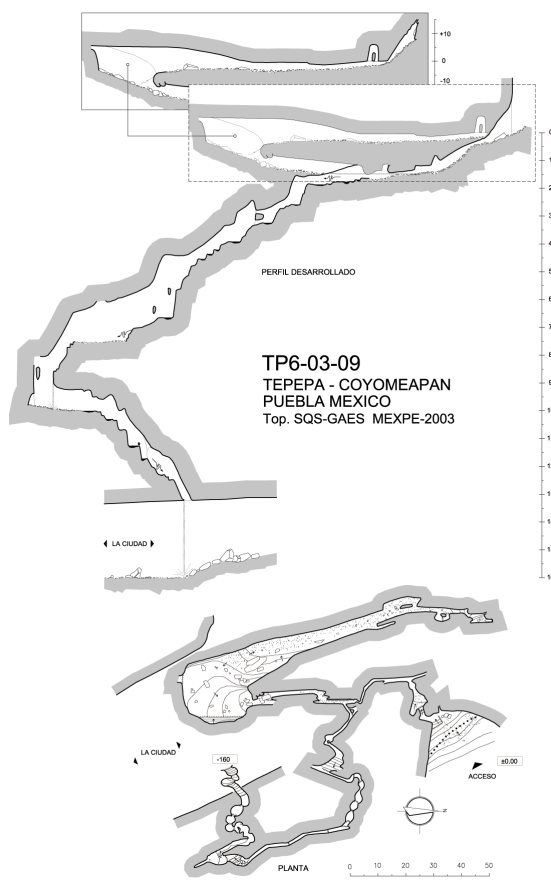 +10
0
-10
0
PERFIL DESARROLLADO
TP6-03-09
TEPEPA - COYOMEAPAN
PUEBLA MEXICO
Top. SQS-GAES MEXPE-2003
LA CIUDAD
LA CIUDAD
-160
±0.00
ACCESO
N
PLANTA
0 10 20 30 40 50